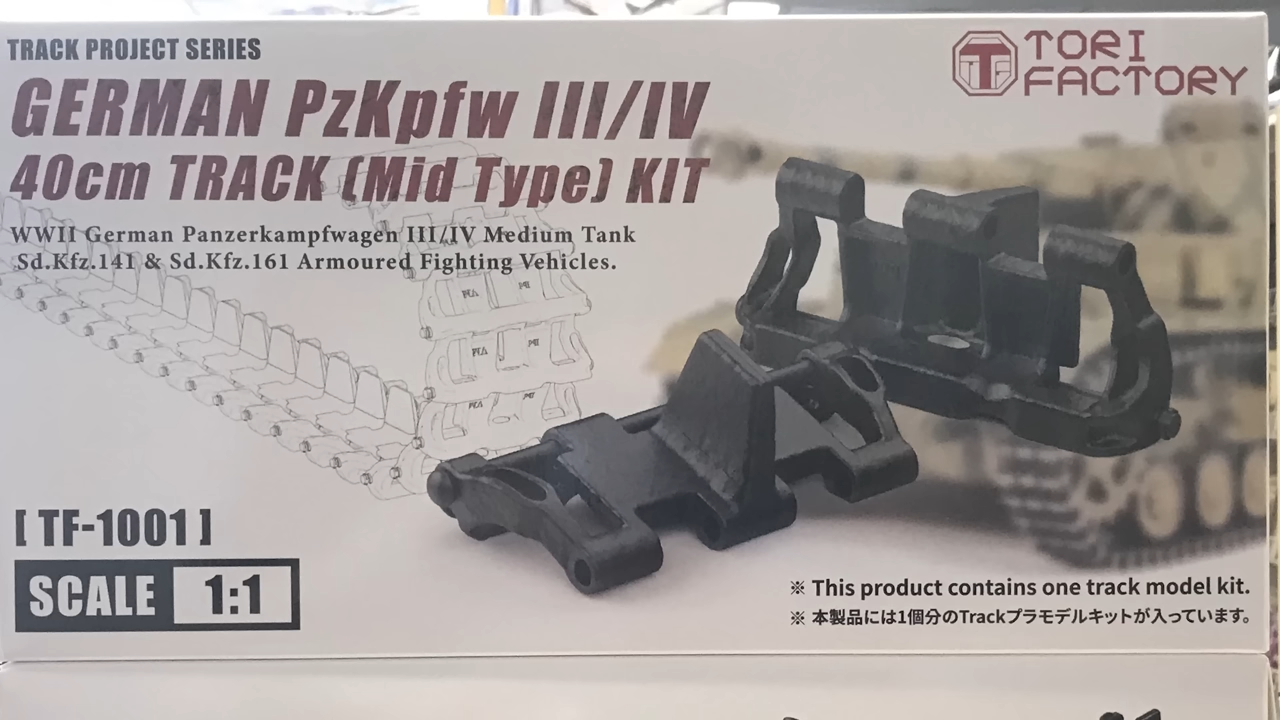 TRACK PROJECT SERIES
GERMAN PzKpfw III/IV
40cm TRACK (Mid Type) KIT
WWII German Panzerkampfwagen III/IV Medium Tank
Sd.Kfz.141 & Sd.Kfz.161 Armoured Fighting Vehicles.
TORI
FACTORY
[ TF-1001 ]
SCALE 1:1
※ This product contains one track model kit.
※ 本製品には1個分のTrackプラモデルキットが入っています。